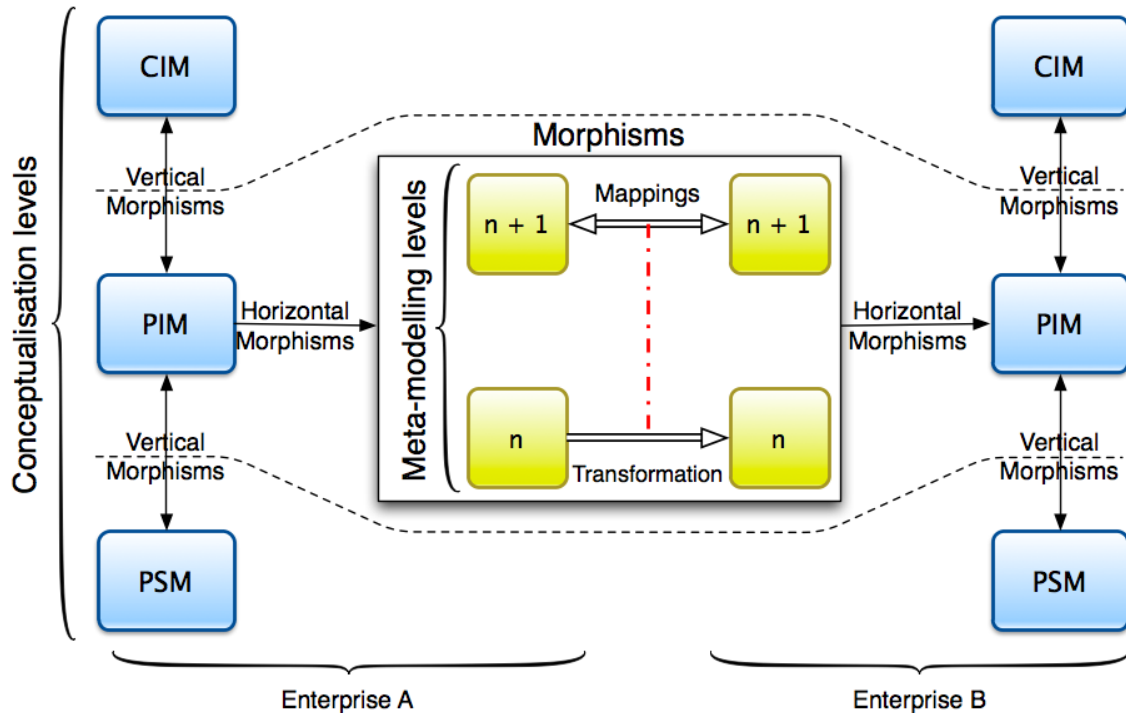 Conceptualisation levels
CIM
CIM
Morphisms
Vertical
Morphisms
Vertical
Morphisms
Meta-modelling levels
n + 1
Mappings
n + 1
PIM
Horizontal
Morphisms
Horizontal
Morphisms
PIM
n
Transformation
n
Vertical
Morphisms
Vertical
Morphisms
PSM
PSM
Enterprise A
Enterprise B